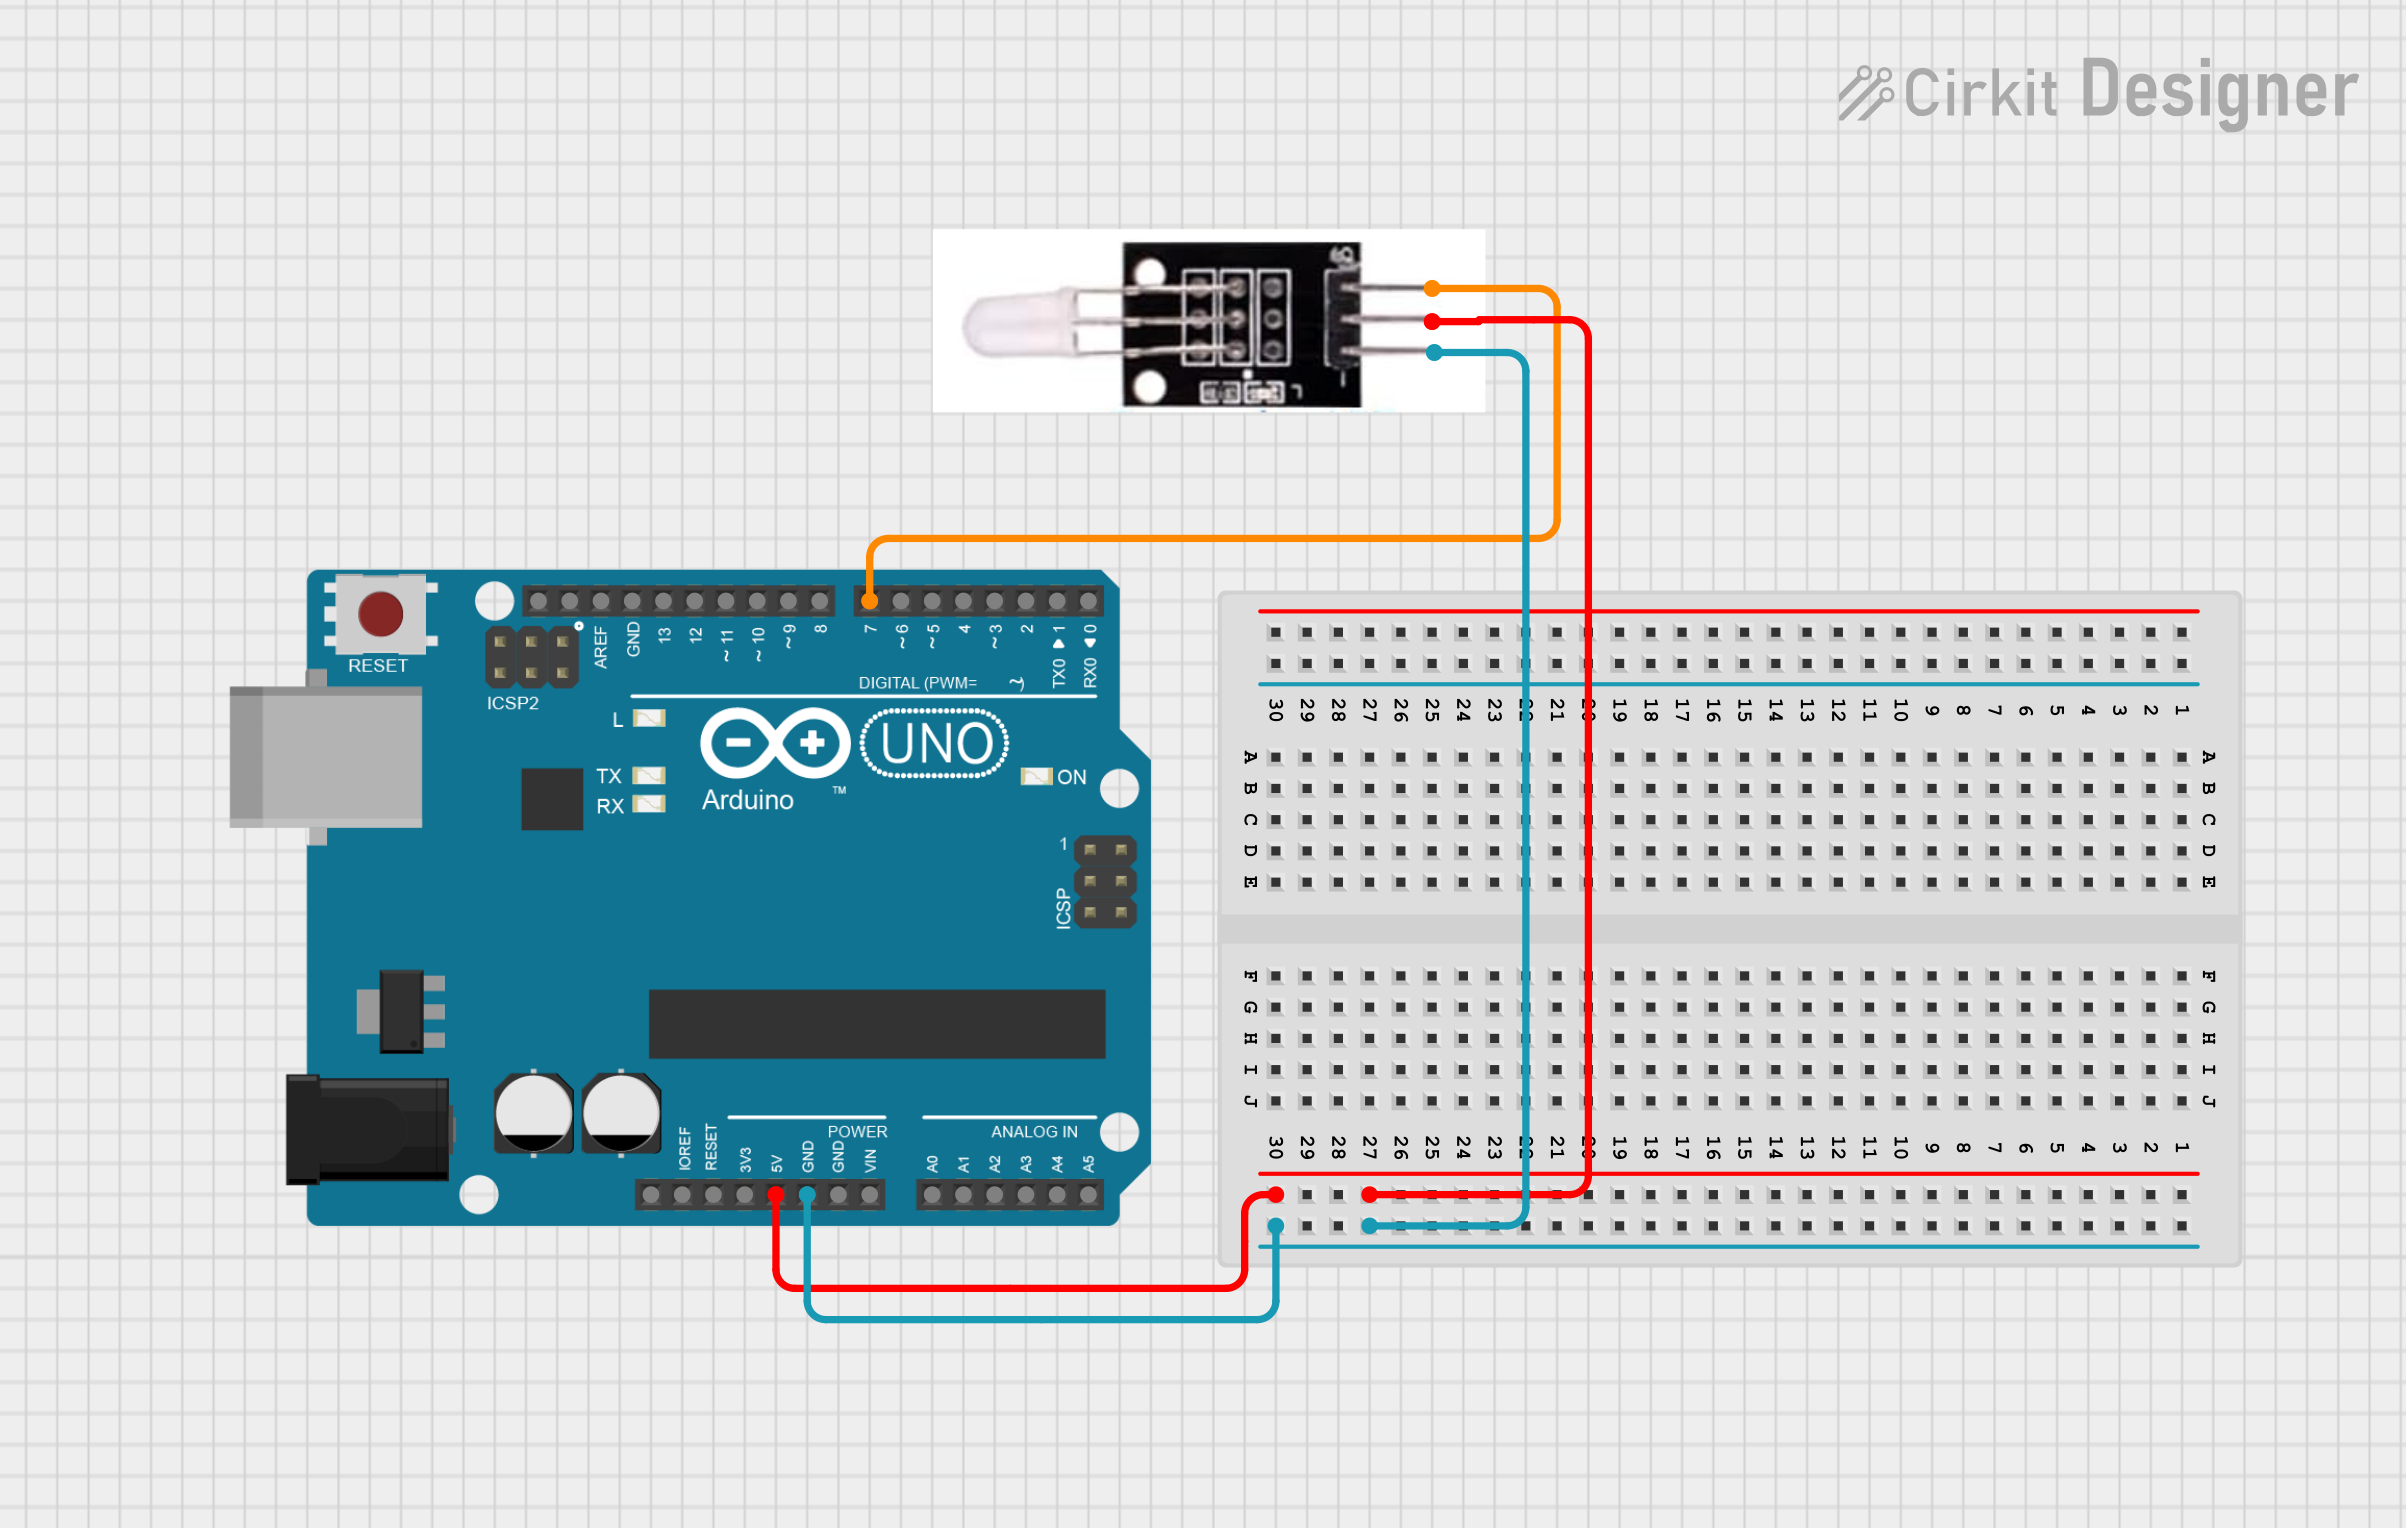 Cirkit Designer
S
RESET
ICSP2
AREF
GND
13
12
~11
~10
~9
8
7
~6
~5
4
~3
2
TX0 ▶ 1
RX0 ◀ 0
DIGITAL (PWM= ~)
L
TX
RX
Arduino
™
UNO
ON
1
ICSP
IOREF
RESET
3V3
5V
GND
GND
VIN
POWER
ANALOG IN
A0
A1
A2
A3
A4
A5
30 29 28 27 26 25 24 23 22 21 20 19 18 17 16 15 14 13 12 11 10 9 8 7 6 5 4 3 2 1
A A
B B
C C
D D
E E
F F
G G
H H
I I
J J
30 29 28 27 26 25 24 23 22 21 20 19 18 17 16 15 14 13 12 11 10 9 8 7 6 5 4 3 2 1